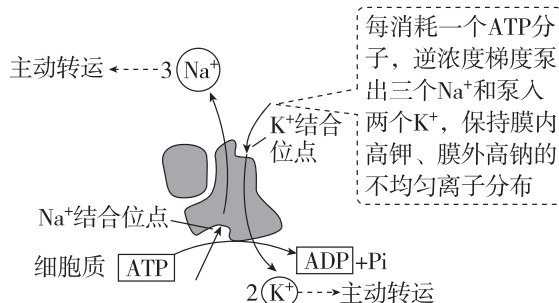 每消耗一个ATP分
子，逆浓度梯度泵
出三个Na⁺和泵入
两个K⁺，保持膜内
高钾、膜外高钠的
不均匀离子分布
主动转运 3 Na⁺
K⁺结合
位点
Na⁺结合位点
细胞质 ATP ADP+Pi
2 K⁺ 主动转运